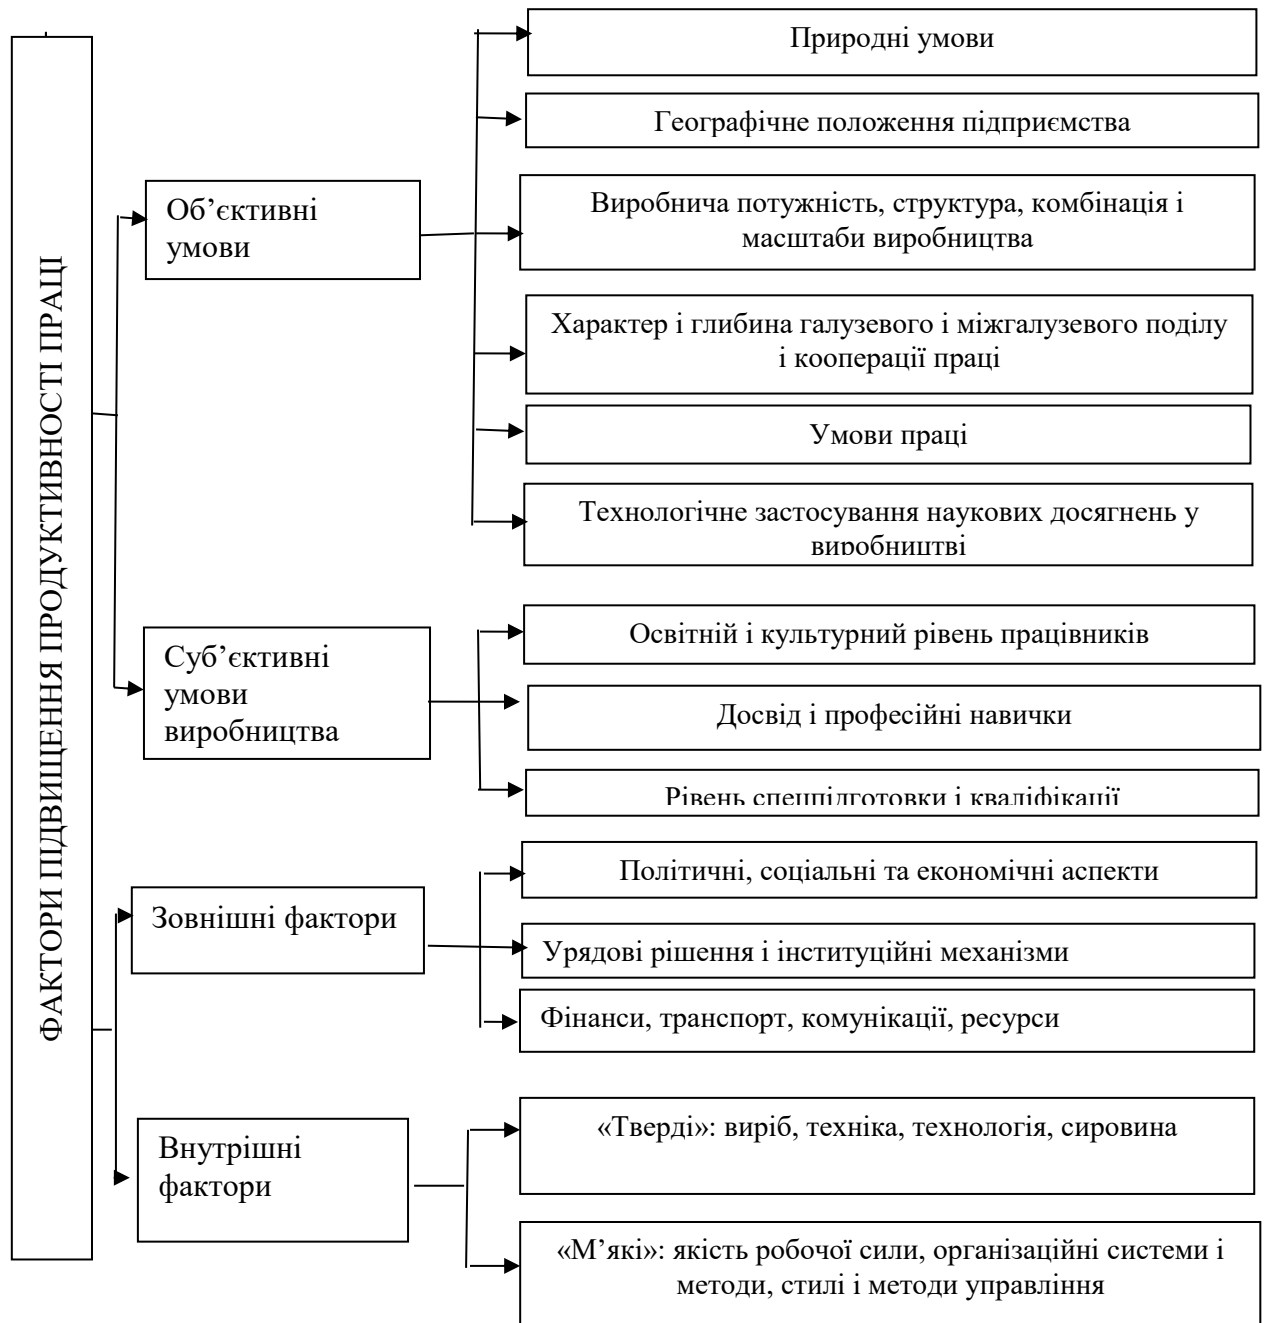 ФАКТОРИ ПІДВИЩЕННЯ ПРОДУКТИВНОСТІ ПРАЦІ
Об’єктивні
умови
Природні умови
Географічне положення підприємства
Виробнича потужність, структура, комбінація і
масштаби виробництва
Характер і глибина галузевого і міжгалузевого поділу
і кооперації праці
Умови праці
Технологічне застосування наукових досягнень у
виробництві
Суб’єктивні
умови
виробництва
Освітній і культурний рівень працівників
Досвід і професійні навички
Рівень спецпідготовки і кваліфікації
Зовнішні фактори
Політичні, соціальні та економічні аспекти
Урядові рішення і інституційні механізми
Фінанси, транспорт, комунікації, ресурси
Внутрішні
фактори
«Тверді»: виріб, техніка, технологія, сировина
«М’які»: якість робочої сили, організаційні системи і
методи, стилі і методи управління